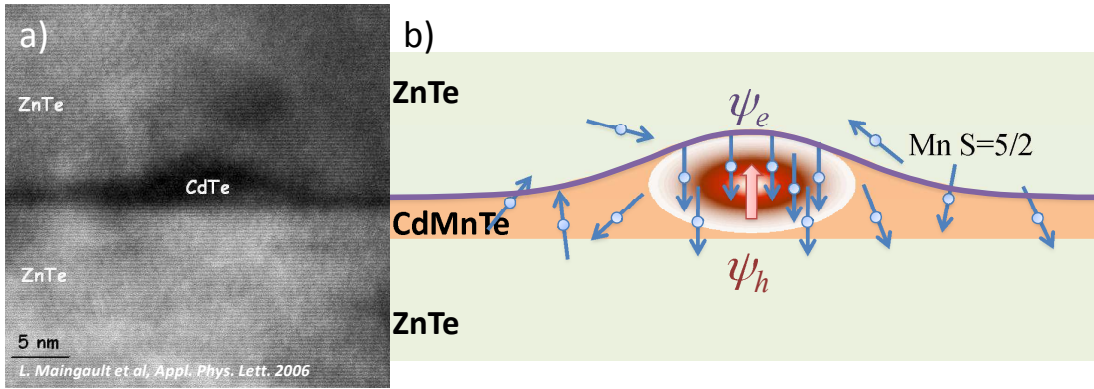 a)
ZnTe
CdTe
ZnTe
5 nm
L. Maingault et al, Appl. Phys. Lett. 2006
b)
ZnTe
ψe
Mn S=5/2
CdMnTe
ψh
ZnTe